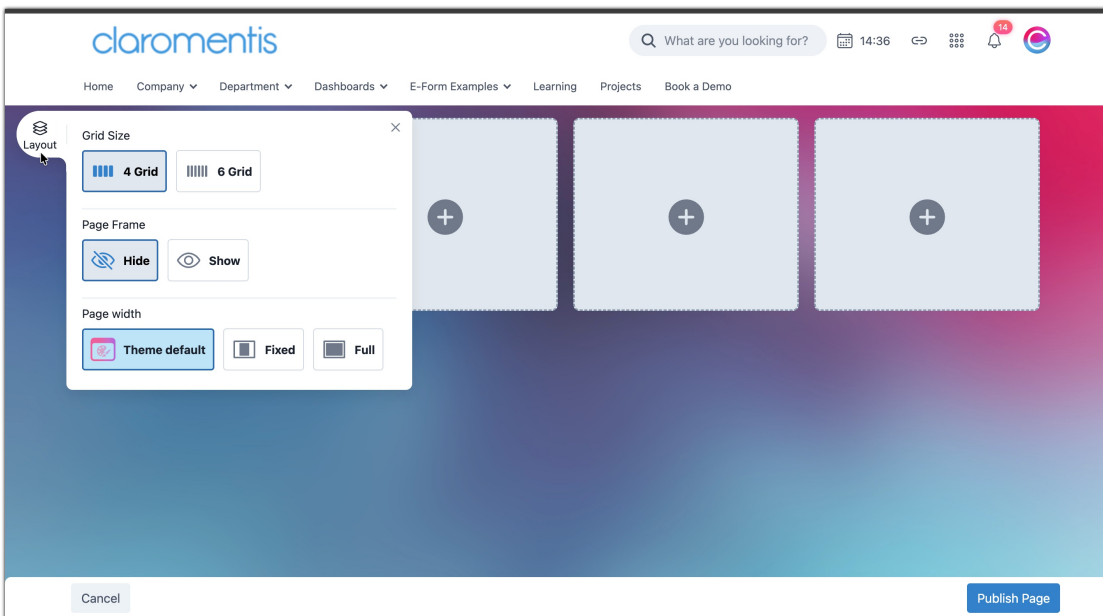 claromentis
What are you looking for?
14:36
14
Home Company Department Dashboards E-Form Examples Learning Projects Book a Demo
Layout
Grid Size
4 Grid 6 Grid
Page Frame
Hide Show
Page width
Theme default Fixed Full
Cancel Publish Page